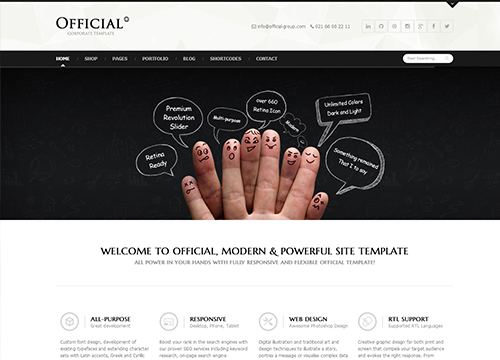 OFFICIAL©
CORPORATE TEMPLATE
info@official-group.com
021 66 58 22 11
HOME
SHOP
PAGES
PORTFOLIO
BLOG
SHORTCODES
CONTACT
Start Searching...
Premium
Revolution
Slider
Multi-purpose
over 660
Retina Icon
Modern
Unlimited Colors
Dark and Light
Retina
Ready
Something remained
That I to say
WELCOME TO OFFICIAL, MODERN & POWERFUL SITE TEMPLATE
ALL POWER IN YOUR HANDS WITH FULLY RESPONSIVE AND FLEXIBLE OFFICIAL TEMPLATE!
ALL-PURPOSE
Great development
Custom font design, development of
existing typefaces and extending character
sets with Latin accents, Greek and Cyrillic
RESPONSIVE
Desktop, Phone, Tablet
Boost your rank in the search engines with
our proven SEO services including keyword
research, on-page search engine
WEB DESIGN
Awesome Photoshop Design
Digital illustration and traditional art and
design techniques to illustrate a story,
portray a message or visualise complex data
RTL SUPPORT
Supported RTL Languages
Creative graphic design for both print and
screen that compels your target audience
and evokes the right response. From